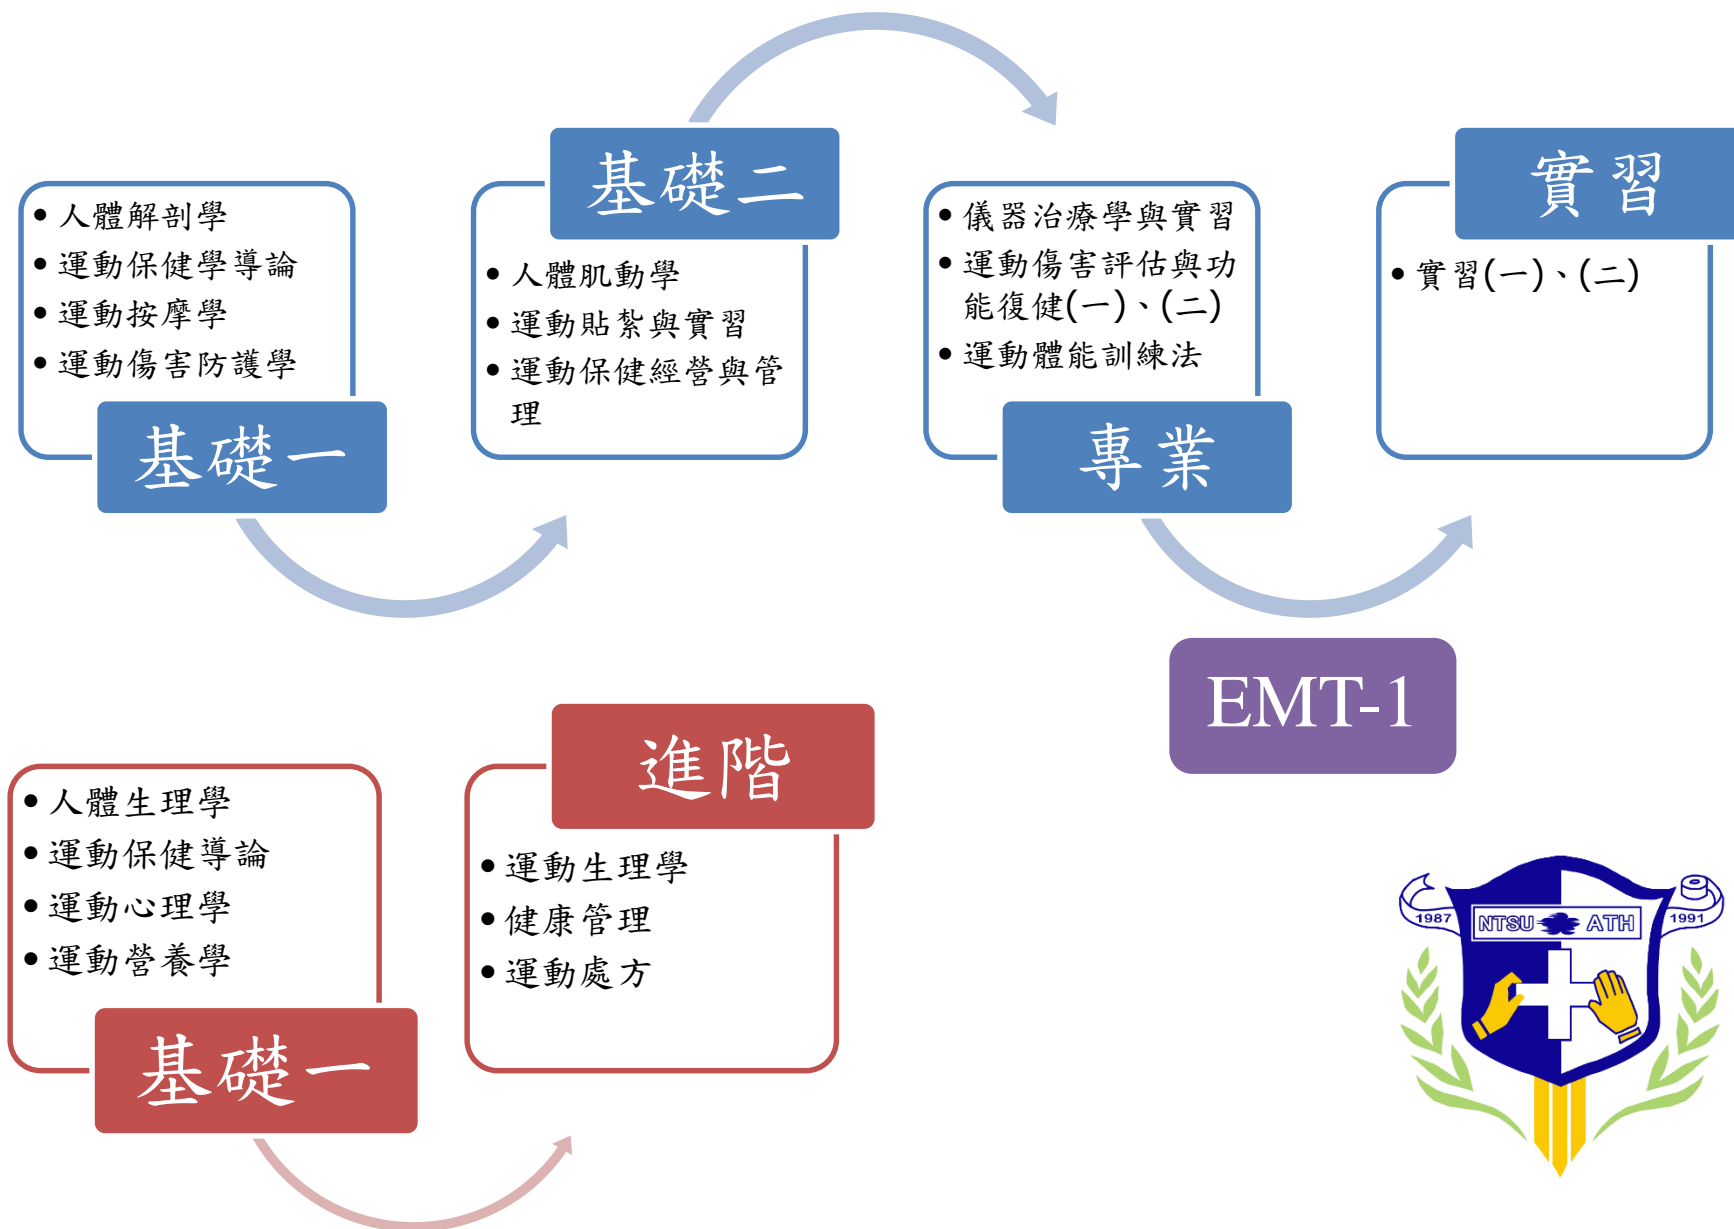 人體解剖學
運動保健學導論
運動按摩學
運動傷害防護學
基礎一
基礎二
人體肌動學
運動貼紮與實習
運動保健經營與管
理
儀器治療學與實習
運動傷害評估與功
能復健(一)、(二)
運動體能訓練法
專業
實習
實習(一)、(二)
EMT-1
人體生理學
運動保健導論
運動心理學
運動營養學
基礎一
進階
運動生理學
健康管理
運動處方
1987
NTSU ATH
1991